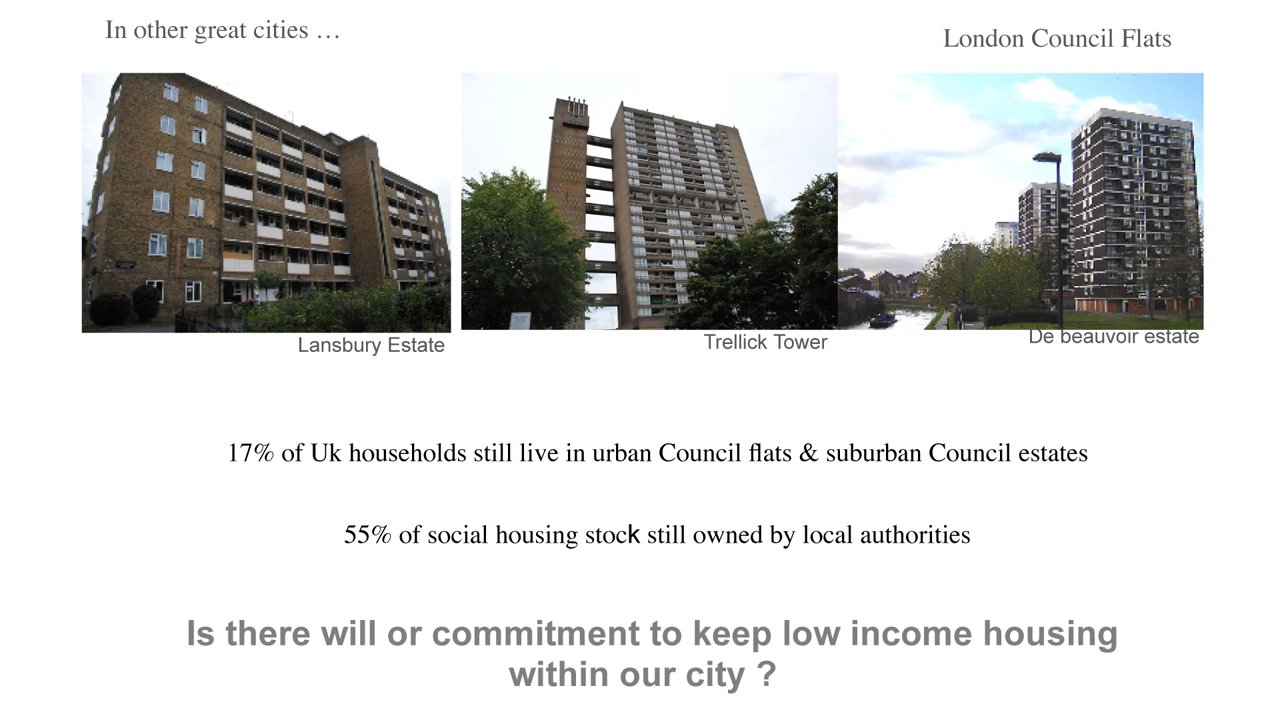 In other great cities …
London Council Flats
Lansbury Estate
Trellick Tower
De beauvoir estate
17% of Uk households still live in urban Council flats & suburban Council estates
55% of social housing stock still owned by local authorities
Is there will or commitment to keep low income housing
within our city ?